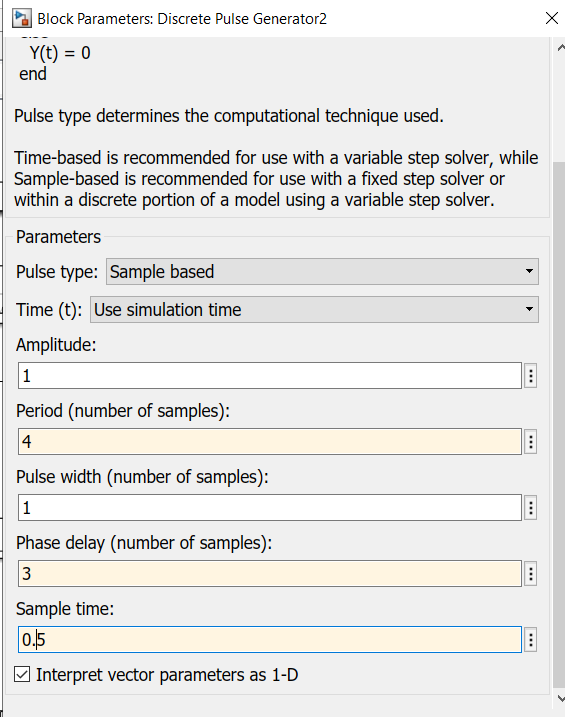 Block Parameters: Discrete Pulse Generator2
else
Y(t) = 0
end
Pulse type determines the computational technique used.
Time-based is recommended for use with a variable step solver, while
Sample-based is recommended for use with a fixed step solver or
within a discrete portion of a model using a variable step solver.
Parameters
Pulse type: Sample based
Time (t): Use simulation time
Amplitude:
1
Period (number of samples):
4
Pulse width (number of samples):
1
Phase delay (number of samples):
3
Sample time:
0.5
Interpret vector parameters as 1-D